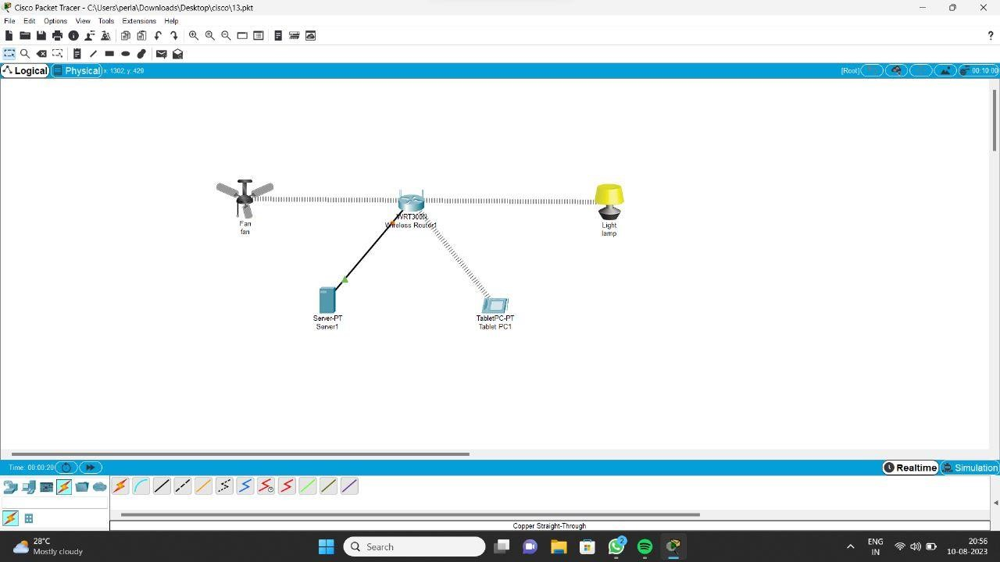 Cisco Packet Tracer - C:\Users\perla\Downloads\Desktop\cisco\13.pkt
File Edit Options View Tools Extensions Help
?
Logical Physical x: 1302, y: 429 [Root] 00:10:00
Fan
fan
WRT300N
Wireless Router1
Light
lamp
Server-PT
Server1
TabletPC-PT
Tablet PC1
Time: 00:00:20 Realtime Simulation
Copper Straight-Through
28°C
Mostly cloudy
Search
2
ENG
IN
20:56
10-08-2023